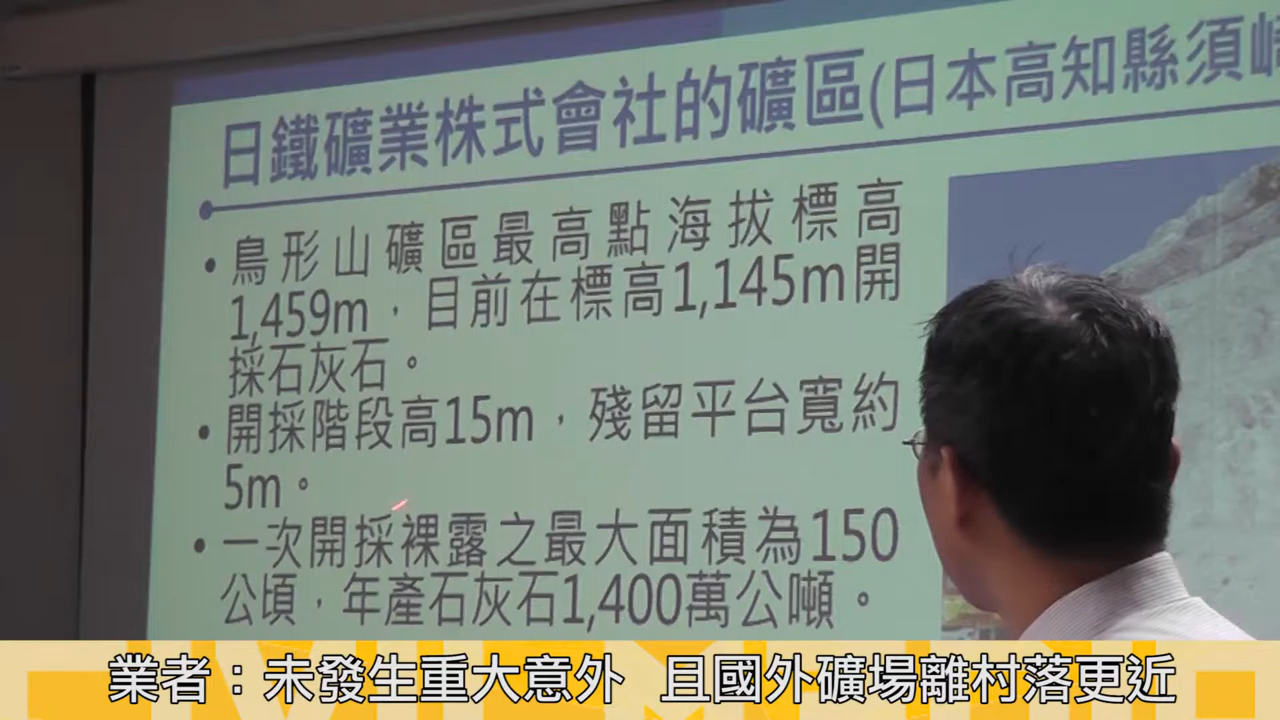 日鐵礦業株式會社的礦區(日本高知縣須崎
•鳥形山礦區最高點海拔標高
1,459m，目前在標高1,145m開
採石灰石。
•開採階段高15m，殘留平台寬約
5m。
•一次開採裸露之最大面積為150
公頃，年產石灰石1,400萬公噸。
業者：未發生重大意外 且國外礦場離村落更近